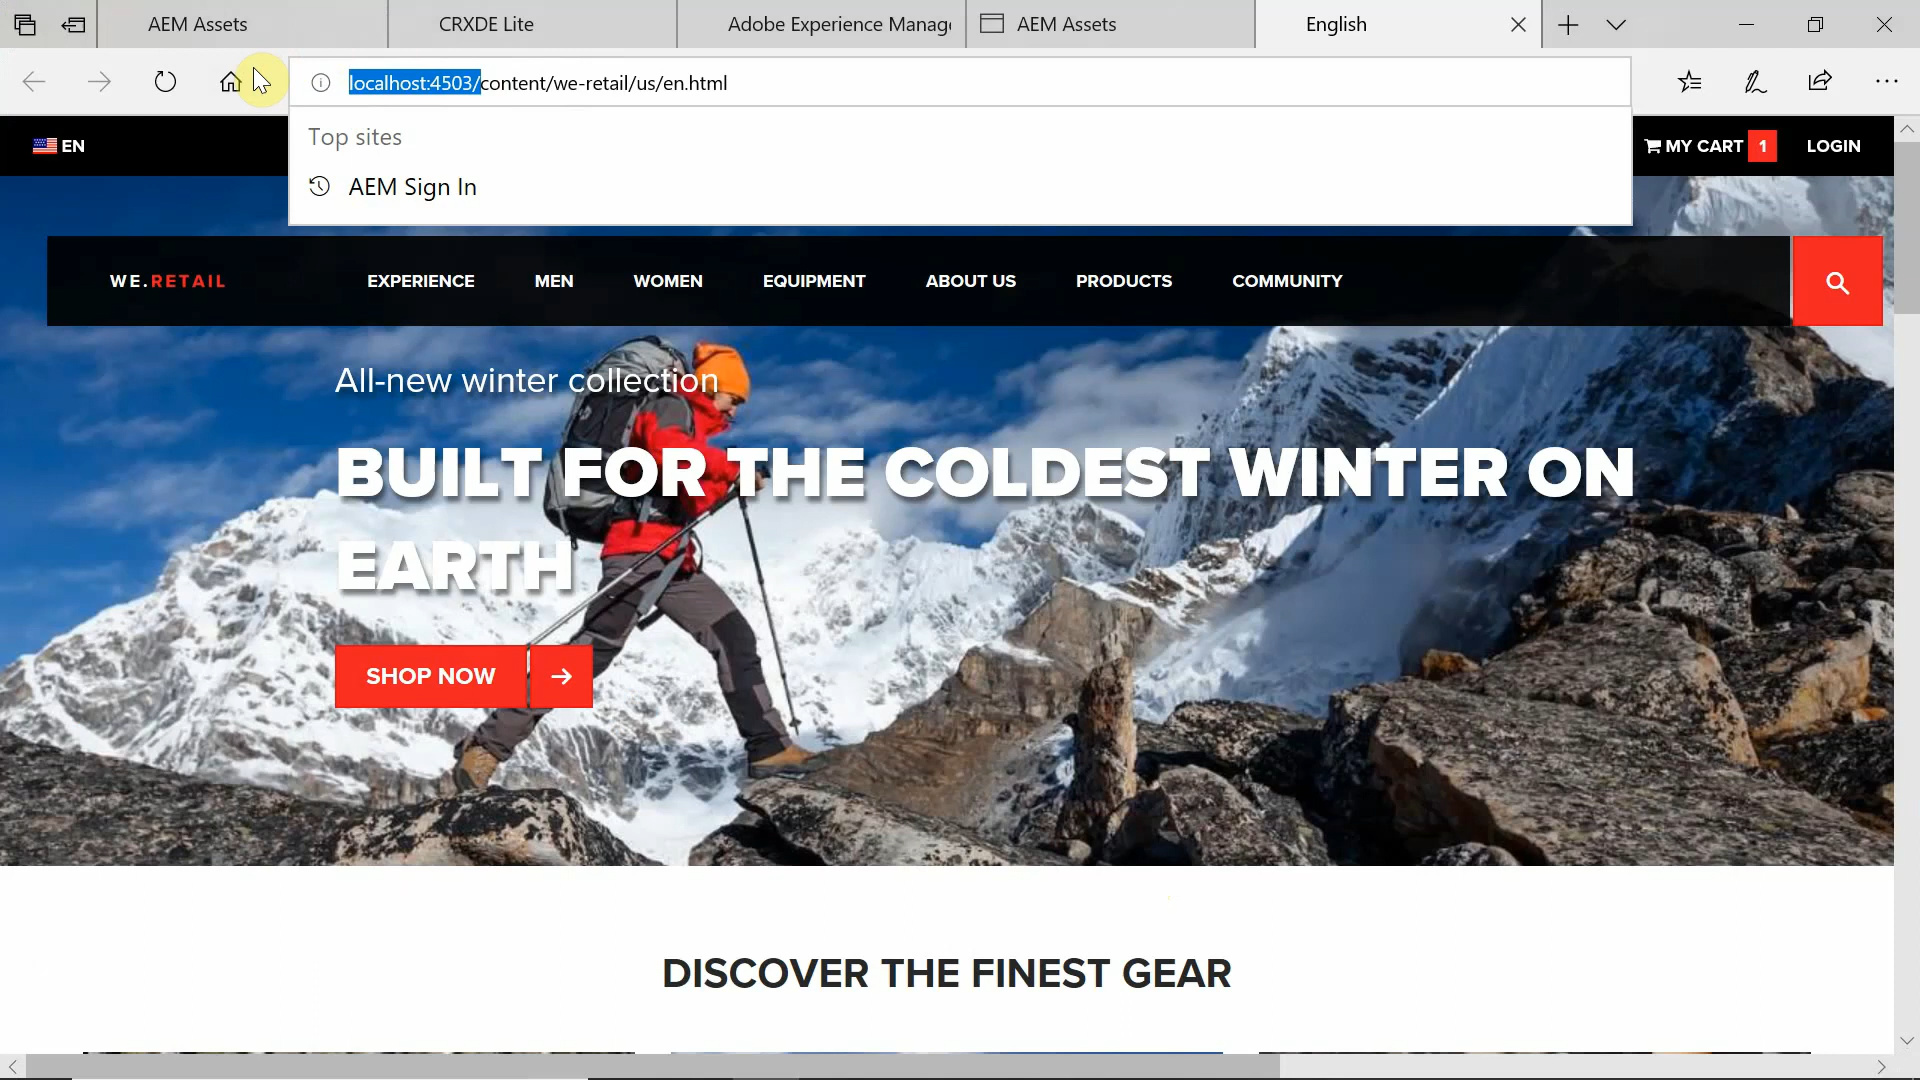 AEM Assets
CRXDE Lite
Adobe Experience Manag
AEM Assets
English
localhost:4503/content/we-retail/us/en.html
Top sites
AEM Sign In
EN
MY CART 1
LOGIN
WE.RETAIL
EXPERIENCE
MEN
WOMEN
EQUIPMENT
ABOUT US
PRODUCTS
COMMUNITY
All-new winter collection
BUILT FOR THE COLDEST WINTER ON
EARTH
SHOP NOW
DISCOVER THE FINEST GEAR